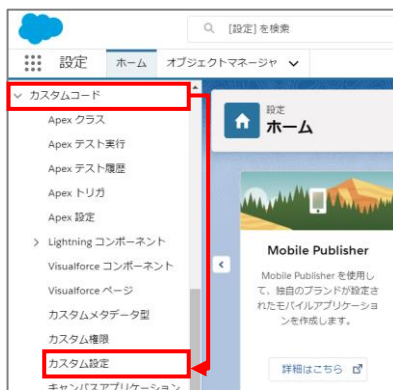 [設定] を検索
設定
ホーム
オブジェクトマネージャ
カスタムコード
Apex クラス
Apex テスト実行
Apex テスト履歴
Apex トリガ
Apex 設定
Lightning コンポーネント
Visualforce コンポーネント
Visualforce ページ
カスタムメタデータ型
カスタム権限
カスタム設定
キャンバスアプリケーション
設定
ホーム
Mobile Publisher
Mobile Publisher を使用し
て、独自のブランドが設定さ
れたモバイルアプリケーショ
ンを作成します。
詳細はこちら